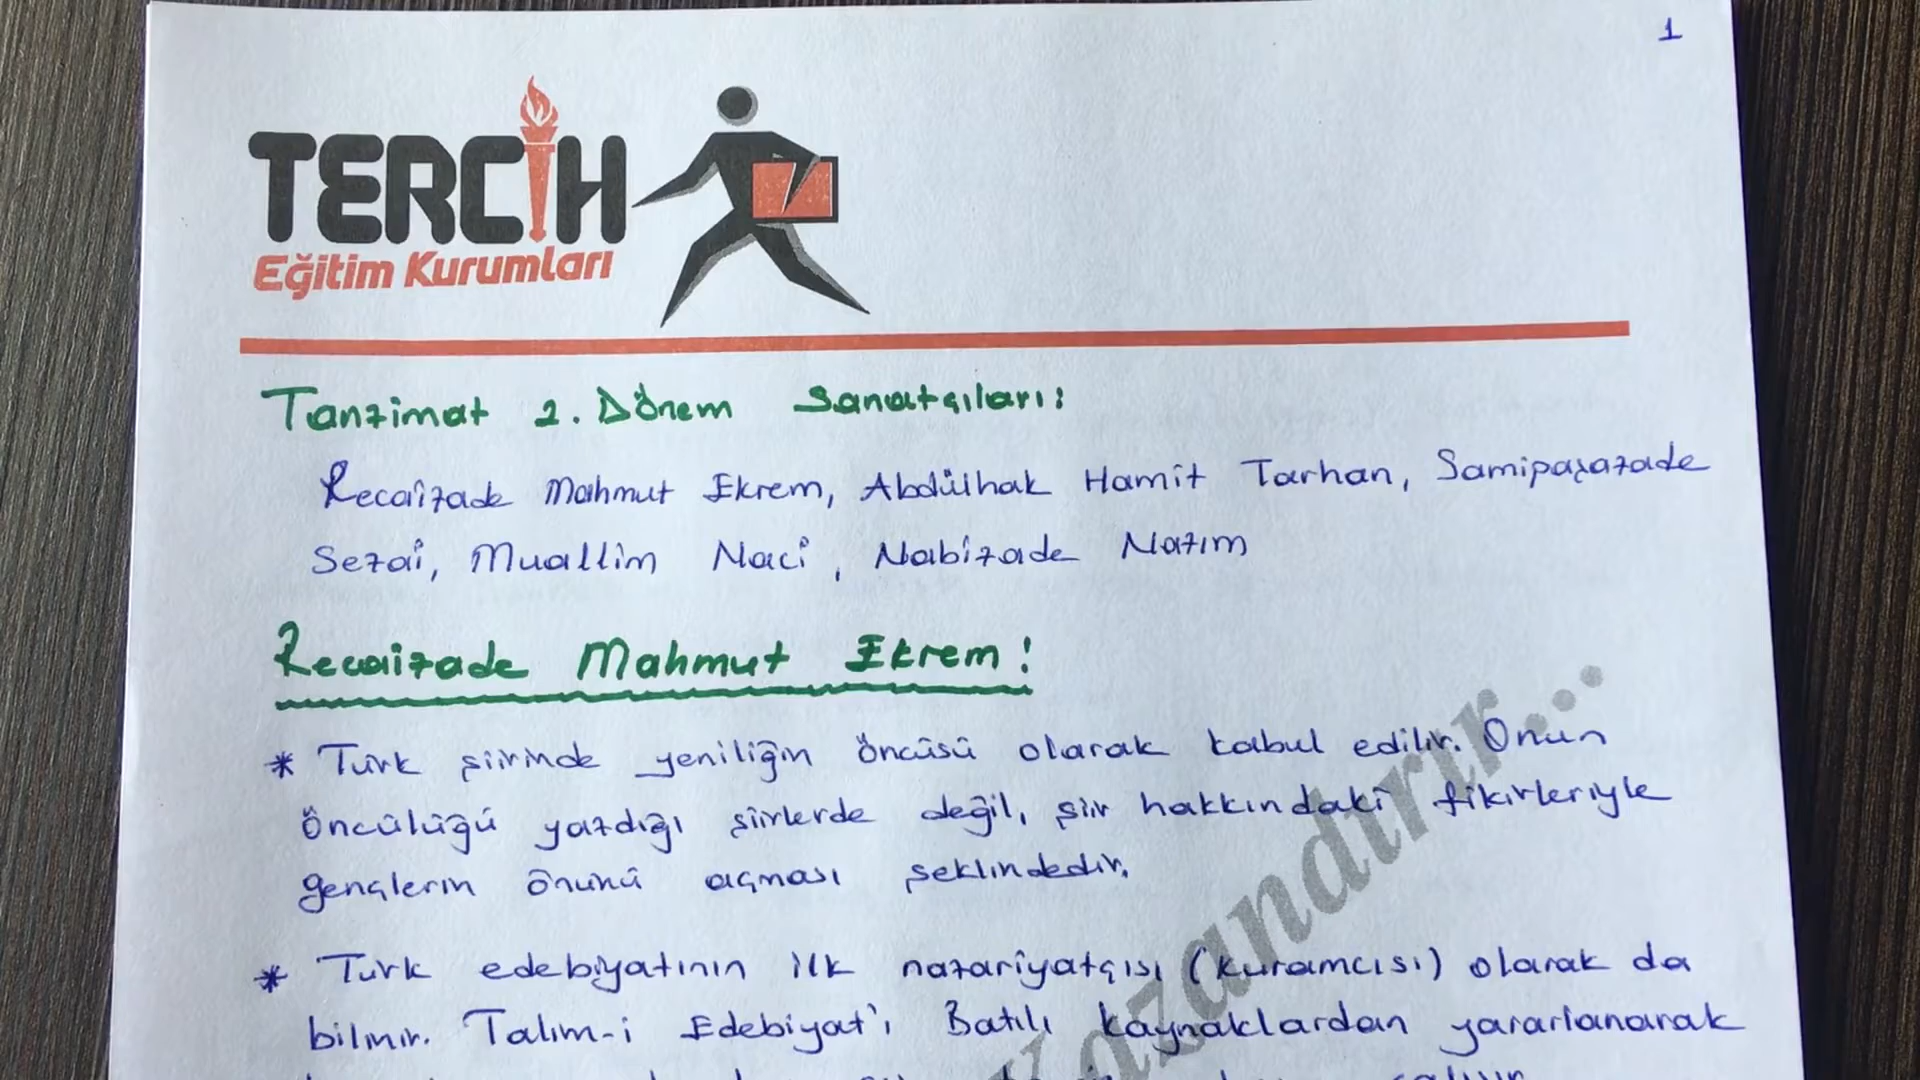 1
TERCİH
Eğitim Kurumları
Tanzimat 2. Dönem Sanatçıları:
Recaizade Mahmut Ekrem, Abdülhak Hamit Tarhan, Samipaşazade
Sezai, Muallim Naci, Nabizade Nazım
Recaizade Mahmut Ekrem:
* Türk şiirinde yeniliğin öncüsü olarak kabul edilir. Onun
öncülüğü yazdığı şiirlerde değil, şiir hakkındaki fikirleriyle
gençlerin önünü açması şeklindedir.
* Türk edebiyatının ilk nazariyatçısı (kuramcısı) olarak da
bilinir. Talim-i Edebiyat'ı Batılı kaynaklardan yararlanarak
Kazandırır...